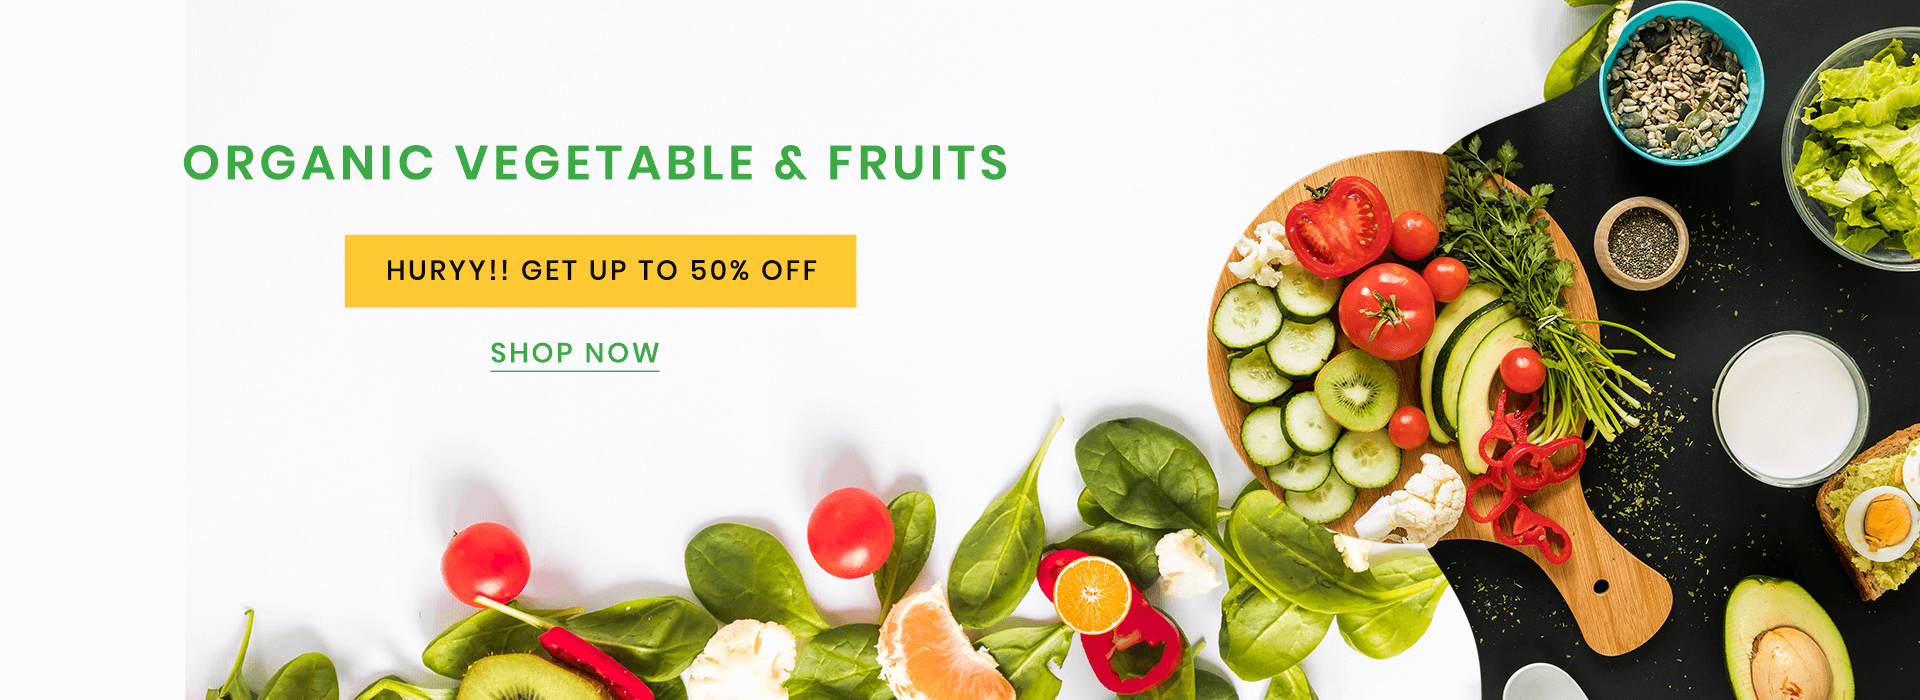 ORGANIC VEGETABLE & FRUITS
HURYY!! GET UP TO 50% OFF
SHOP NOW